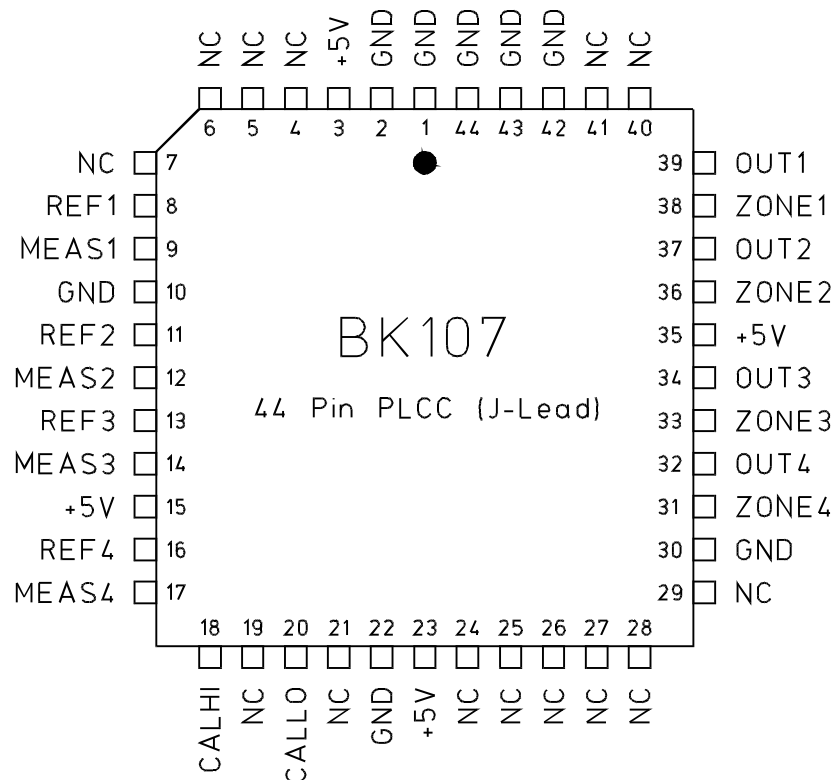 NC NC NC +5V GND GND GND GND GND NC NC
6 5 4 3 2 1 44 43 42 41 40
NC 7 39 OUT1
REF1 8 38 ZONE1
MEAS1 9 37 OUT2
GND 10 36 ZONE2
REF2 11 35 +5V
BK107
MEAS2 12 34 OUT3
44 Pin PLCC (J-Lead)
REF3 13 33 ZONE3
MEAS3 14 32 OUT4
+5V 15 31 ZONE4
REF4 16 30 GND
MEAS4 17 29 NC
18 19 20 21 22 23 24 25 26 27 28
CALHI NC CALLO NC GND +5V NC NC NC NC NC